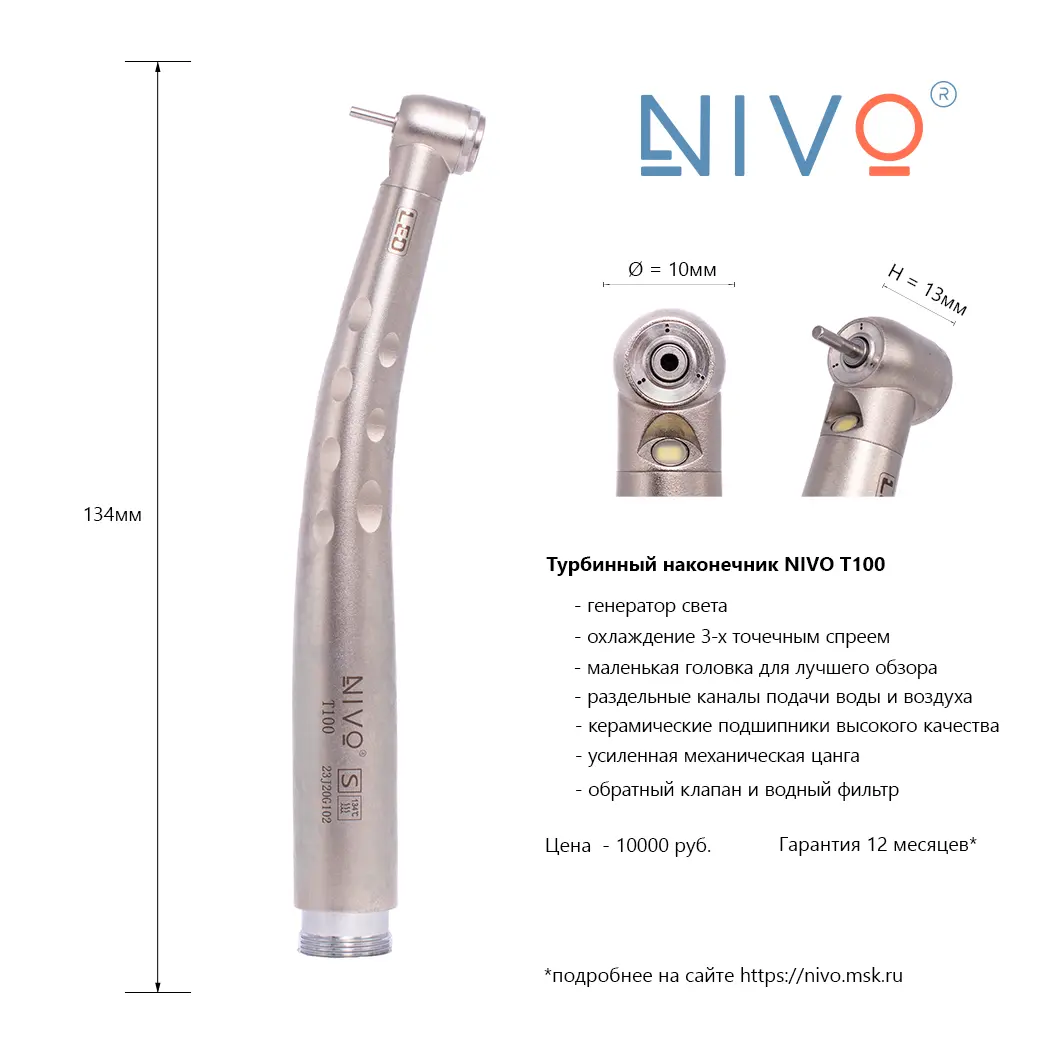 NIVO®
Ø = 10мм
H = 13мм
LED
LED
134мм
Турбинный наконечник NIVO T100
- генератор света
- охлаждение 3-х точечным спреем
- маленькая головка для лучшего обзора
- раздельные каналы подачи воды и воздуха
- керамические подшипники высокого качества
- усиленная механическая цанга
- обратный клапан и водный фильтр
NIVO®
T100
S
134°C
23J20G102
Цена - 10000 руб.
Гарантия 12 месяцев*
*подробнее на сайте https://nivo.msk.ru